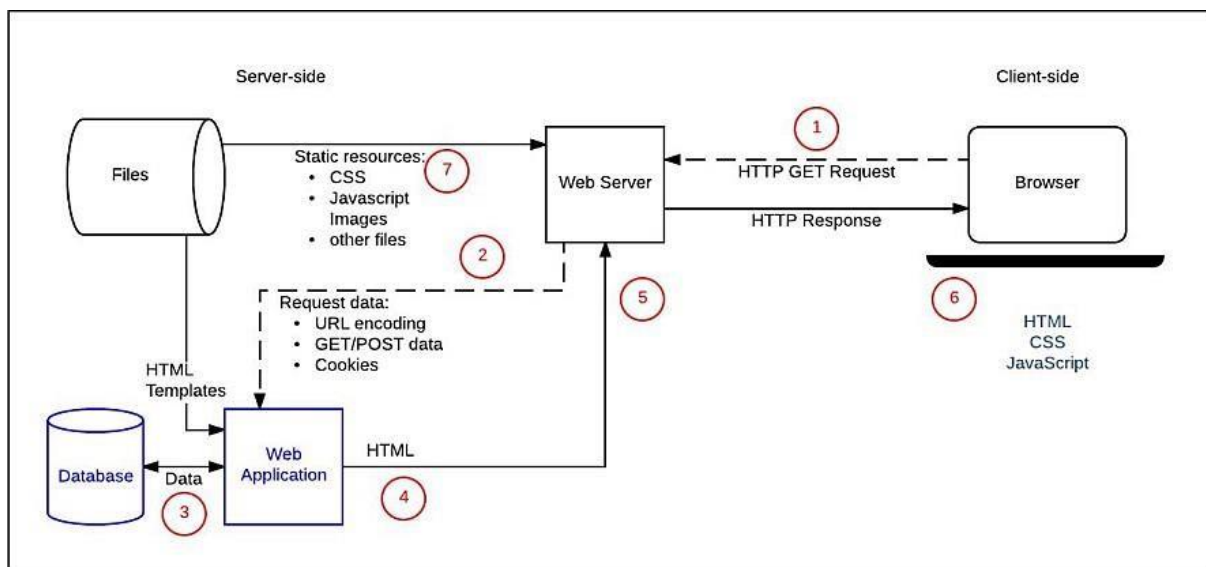 Server-side
Client-side
Files
Static resources:
• CSS
• Javascript
Images
• other files
7
Web Server
1
HTTP GET Request
HTTP Response
Browser
2
Request data:
• URL encoding
• GET/POST data
• Cookies
5
6
HTML
CSS
JavaScript
HTML
Templates
Database
Data
3
Web
Application
HTML
4